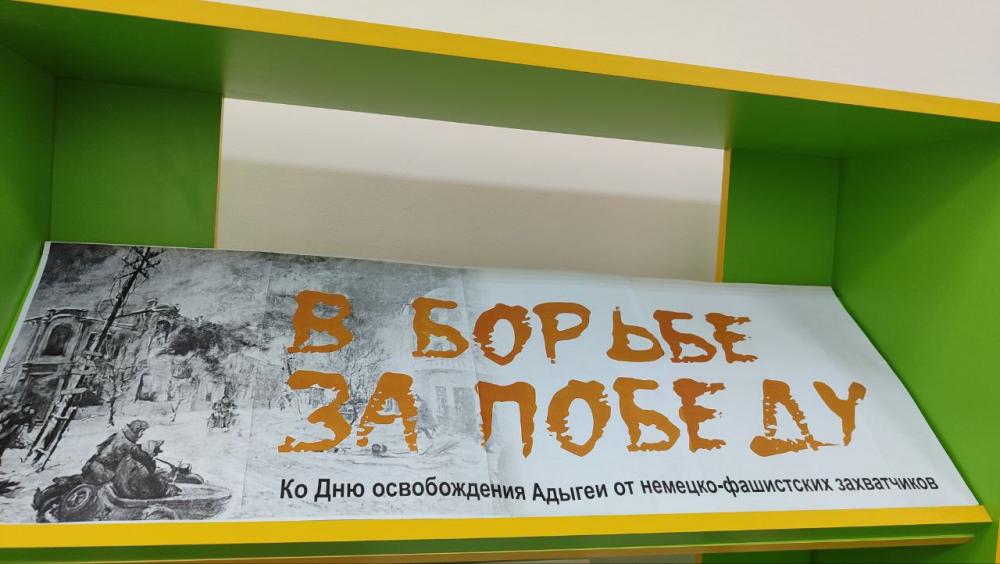 В БОРЬБЕ
ЗА ПОБЕДУ
Ко Дню освобождения Адыгеи от немецко-фашистских захватчиков